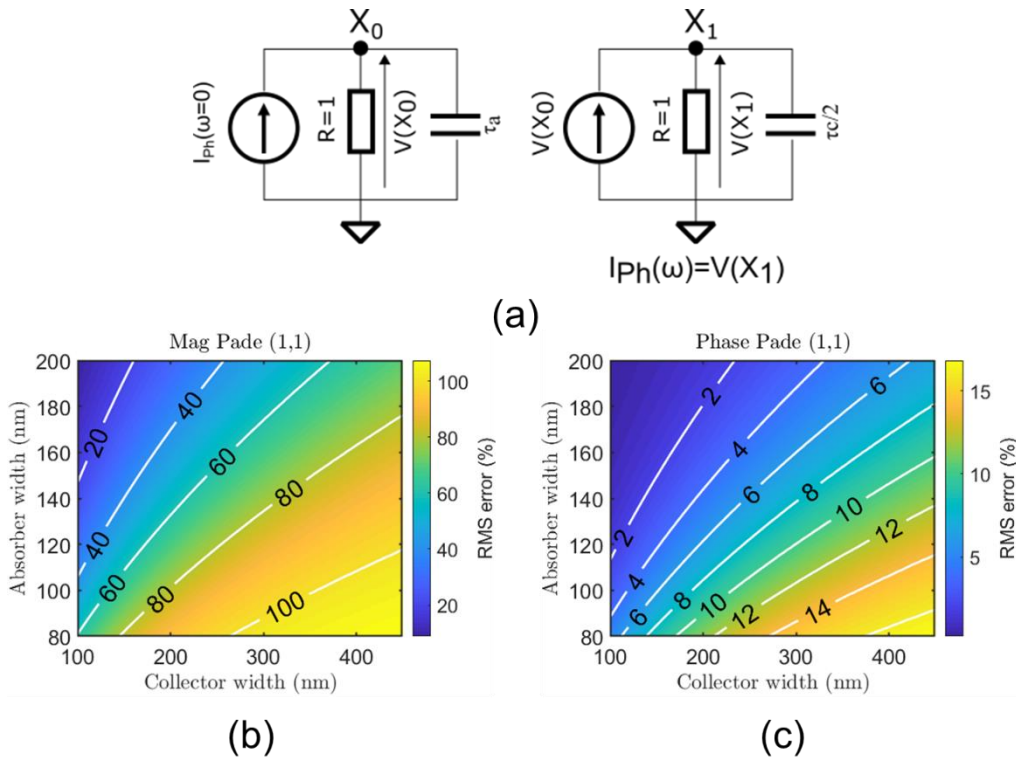 X0 X1
IPh(ω=0) R=1 V(X0) τa V(X0) R=1 V(X1) τc/2
IPh(ω)=V(X1)
(a)
Mag Pade (1,1)
200
180
160
140
120
100
80
Absorber width (nm)
20 40 40 60 60 80 80 100
100 200 300 400
Collector width (nm)
100
80
60
40
20
RMS error (%)
(b)
Phase Pade (1,1)
200
180
160
140
120
100
80
Absorber width (nm)
2 2 4 4 6 6 6 8 8 10 10 12 12 14
100 200 300 400
Collector width (nm)
15
10
5
RMS error (%)
(c)